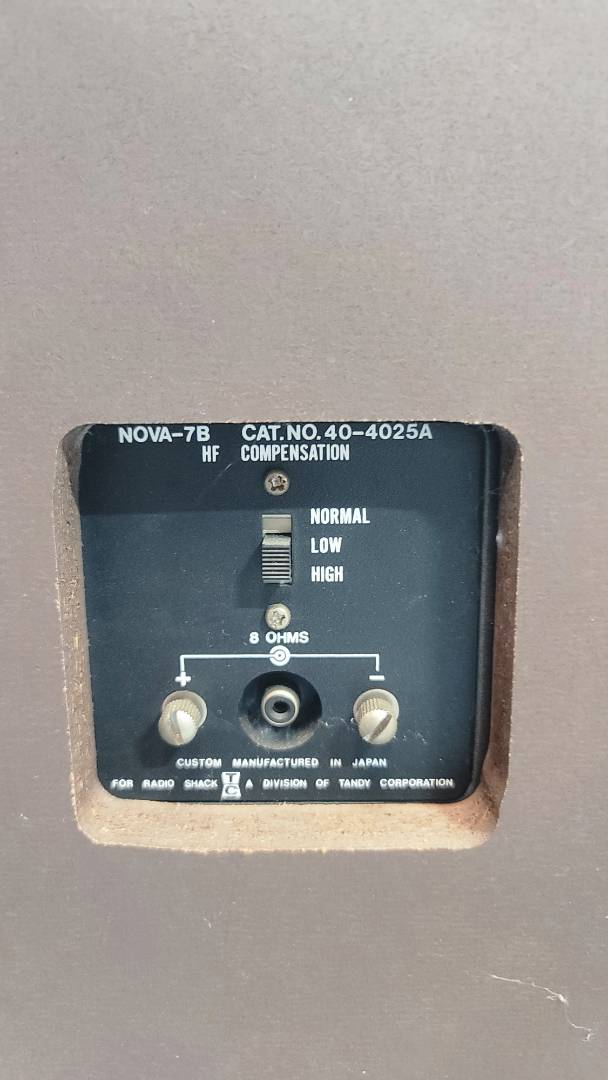 NOVA-7B CAT.NO. 40-4025A
HF COMPENSATION
NORMAL
LOW
HIGH
8 OHMS
+ -
CUSTOM MANUFACTURED IN JAPAN
FOR RADIO SHACK TC A DIVISION OF TANDY CORPORATION